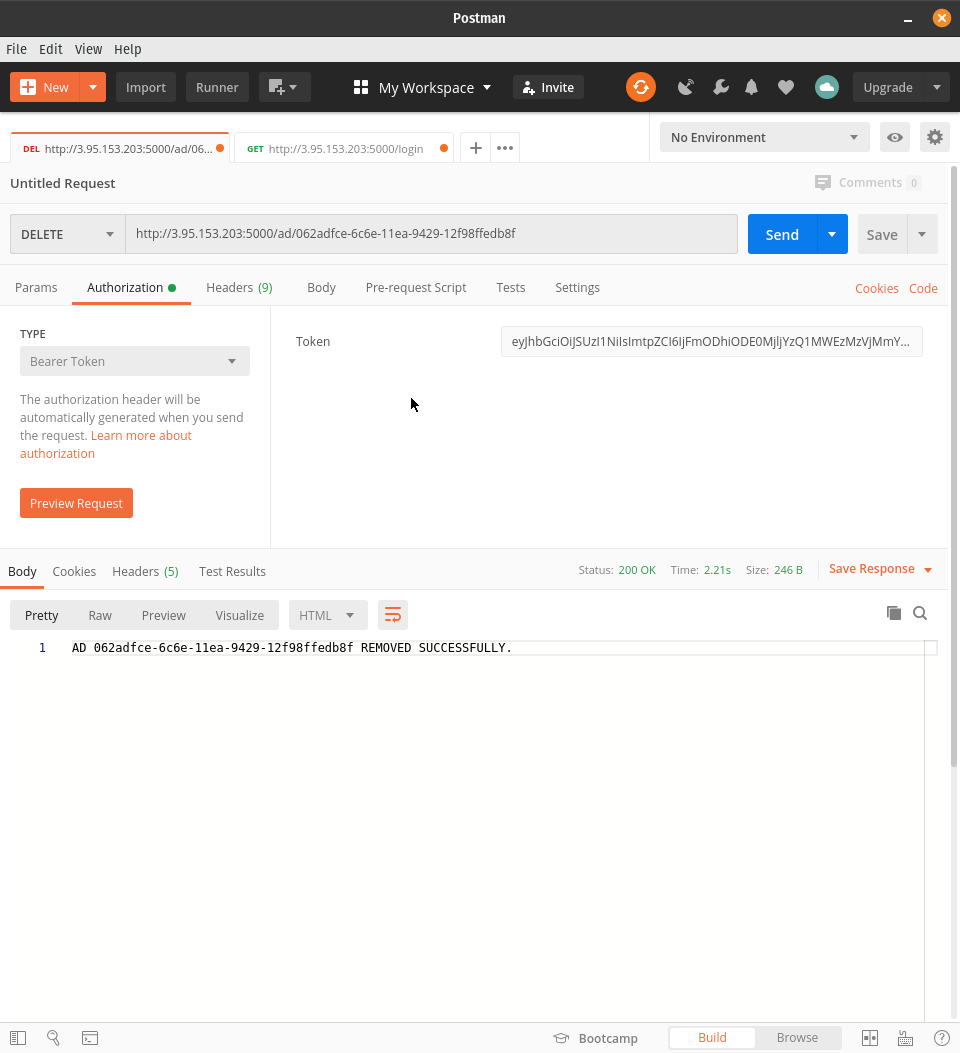 Postman
File Edit View Help
New Import Runner My Workspace Invite Upgrade
DEL http://3.95.153.203:5000/ad/06... GET http://3.95.153.203:5000/login No Environment
Untitled Request Comments 0
DELETE http://3.95.153.203:5000/ad/062adfce-6c6e-11ea-9429-12f98ffedb8f Send Save
Params Authorization Headers (9) Body Pre-request Script Tests Settings Cookies Code
TYPE
Bearer Token
The authorization header will be
automatically generated when you send
the request. Learn more about
authorization
Preview Request
Token eyJhbGciOiJSUzI1NiIsImtpZCI6IjFmODhiODE0MjljYzQ1MWEzMzVjMmY...
Body Cookies Headers (5) Test Results Status: 200 OK Time: 2.21s Size: 246 B Save Response
Pretty Raw Preview Visualize HTML
1 AD 062adfce-6c6e-11ea-9429-12f98ffedb8f REMOVED SUCCESSFULLY.
Bootcamp Build Browse